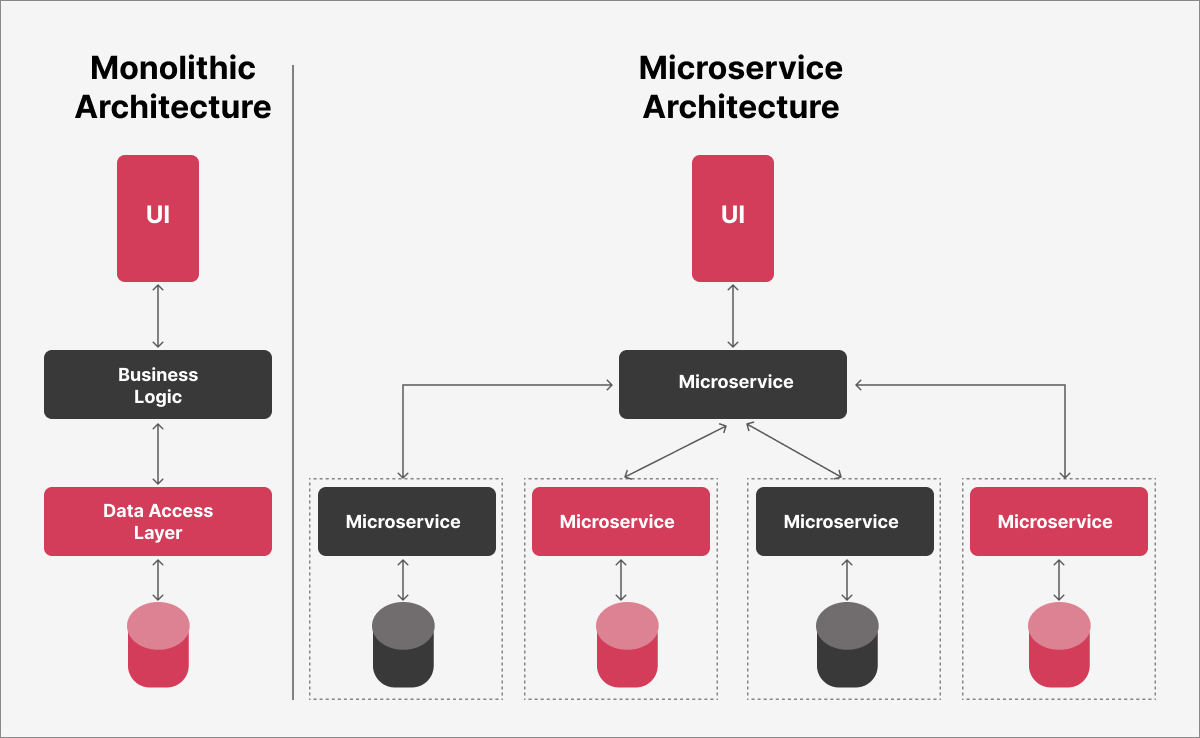 Monolithic
Architecture
UI
Business
Logic
Data Access
Layer
Microservice
Architecture
UI
Microservice
Microservice
Microservice
Microservice
Microservice